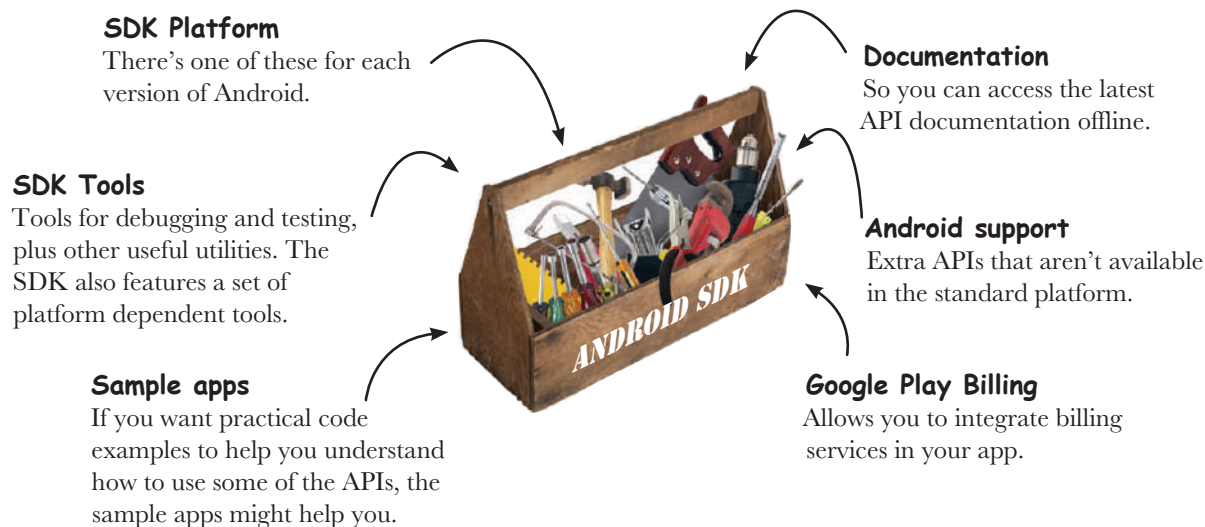 SDK Platform
There’s one of these for each
version of Android.
SDK Tools
Tools for debugging and testing,
plus other useful utilities. The
SDK also features a set of
platform dependent tools.
Sample apps
If you want practical code
examples to help you understand
how to use some of the APIs, the
sample apps might help you.
ANDROID SDK
Documentation
So you can access the latest
API documentation offline.
Android support
Extra APIs that aren’t available
in the standard platform.
Google Play Billing
Allows you to integrate billing
services in your app.